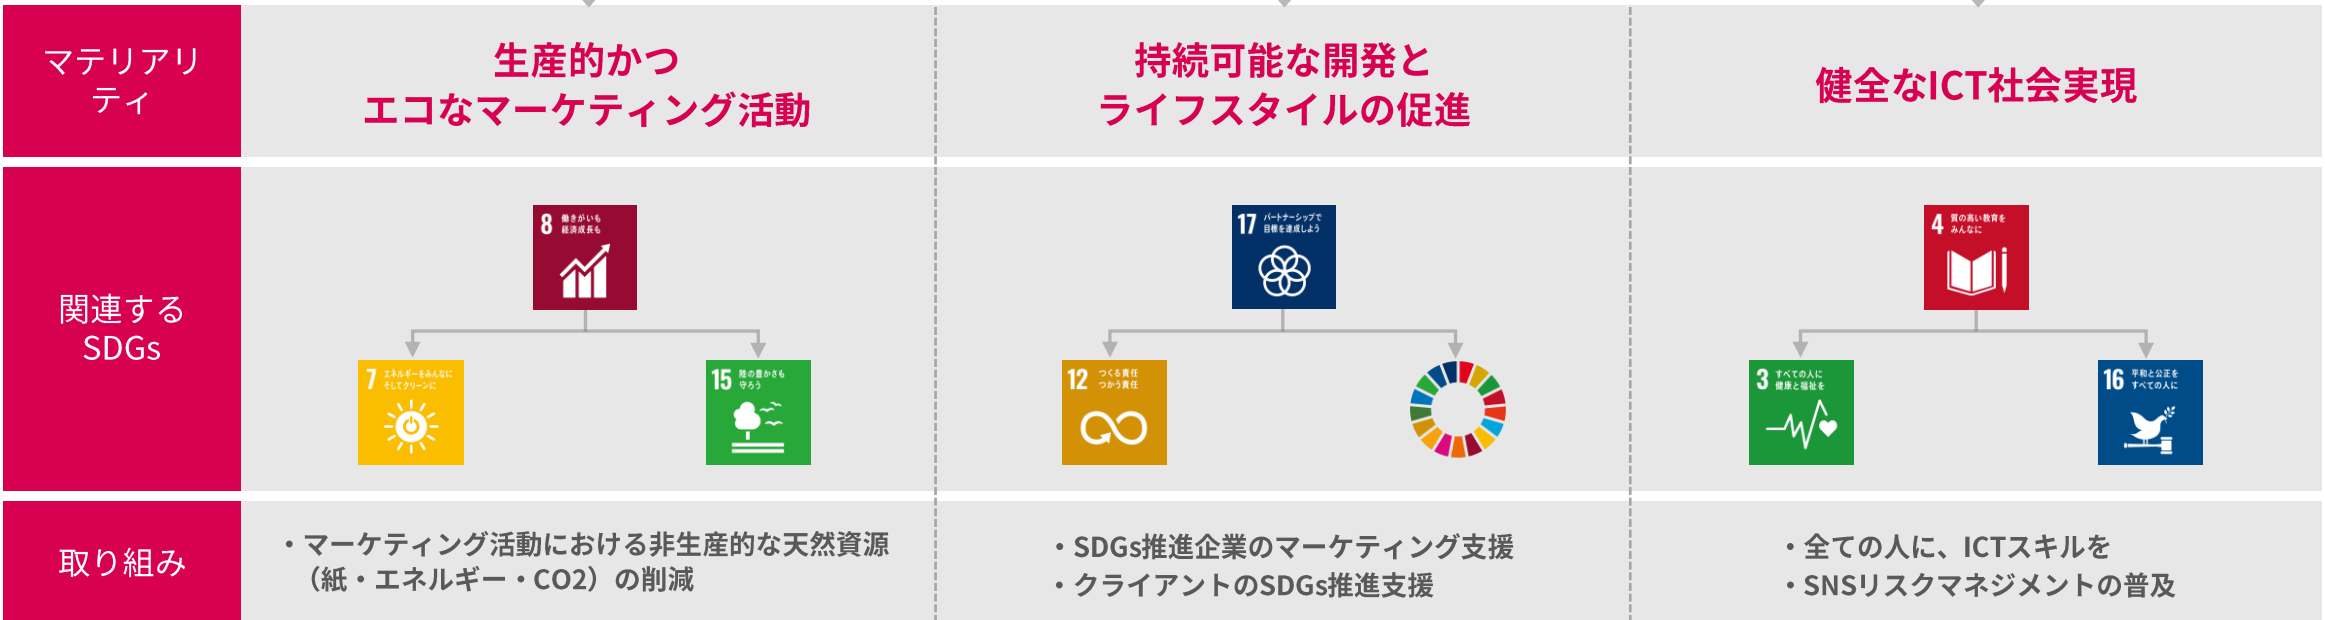 マテリアリ
ティ
生産的かつ
エコなマーケティング活動
持続可能な開発と
ライフスタイルの促進
健全なICT社会実現
関連する
SDGs
8 働きがいも
経済成長も
7 エネルギーをみんなに
そしてクリーンに
15 陸の豊かさも
守ろう
17 パートナーシップで
目標を達成しよう
12 つくる責任
つかう責任
4 質の高い教育を
みんなに
3 すべての人に
健康と福祉を
16 平和と公正を
すべての人に
取り組み
・マーケティング活動における非生産的な天然資源
（紙・エネルギー・CO2）の削減
・SDGs推進企業のマーケティング支援
・クライアントのSDGs推進支援
・全ての人に、ICTスキルを
・SNSリスクマネジメントの普及